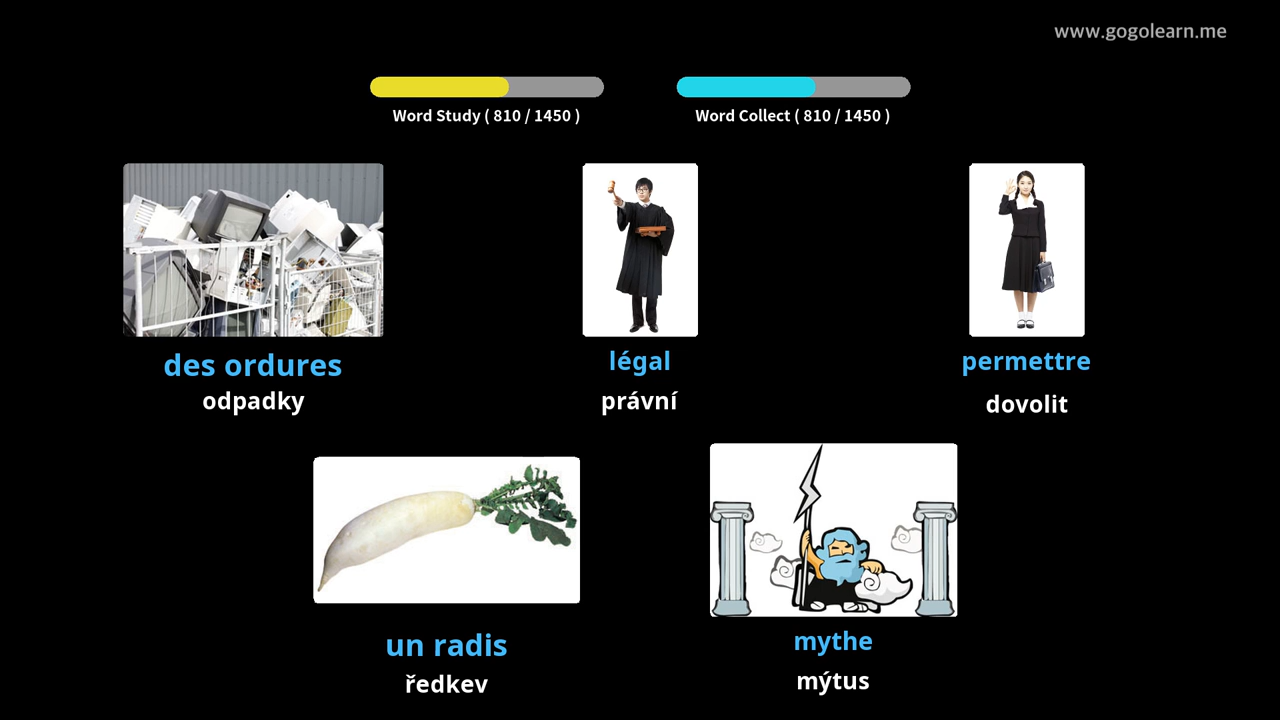 www.gogolearn.me
Word Study ( 810 / 1450 )
Word Collect ( 810 / 1450 )
des ordures
odpadky
légal
právní
permettre
dovolit
un radis
ředkev
mythe
mýtus